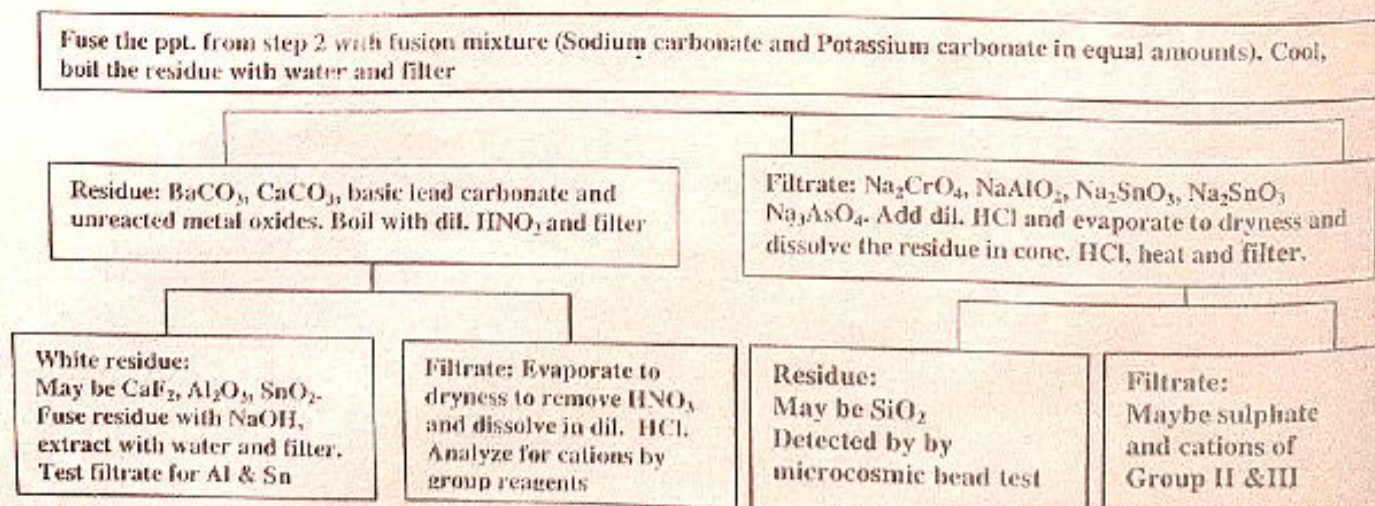 Fuse the ppt. from step 2 with fusion mixture (Sodium carbonate and Potassium carbonate in equal amounts). Cool,
boil the residue with water and filter
Residue: BaCO₃, CaCO₃, basic lead carbonate and
unreacted metal oxides. Boil with dil. HNO₃ and filter
Filtrate: Na₂CrO₄, NaAlO₂, Na₂SnO₃, Na₂SnO₃
Na₃AsO₄. Add dil. HCl and evaporate to dryness and
dissolve the residue in conc. HCl, heat and filter.
White residue:
May be CaF₂, Al₂O₃, SnO₂.
Fuse residue with NaOH,
extract with water and filter.
Test filtrate for Al & Sn
Filtrate: Evaporate to
dryness to remove HNO₃
and dissolve in dil. HCl.
Analyze for cations by
group reagents
Residue:
May be SiO₂
Detected by by
microcosmic bead test
Filtrate:
Maybe sulphate
and cations of
Group II &III